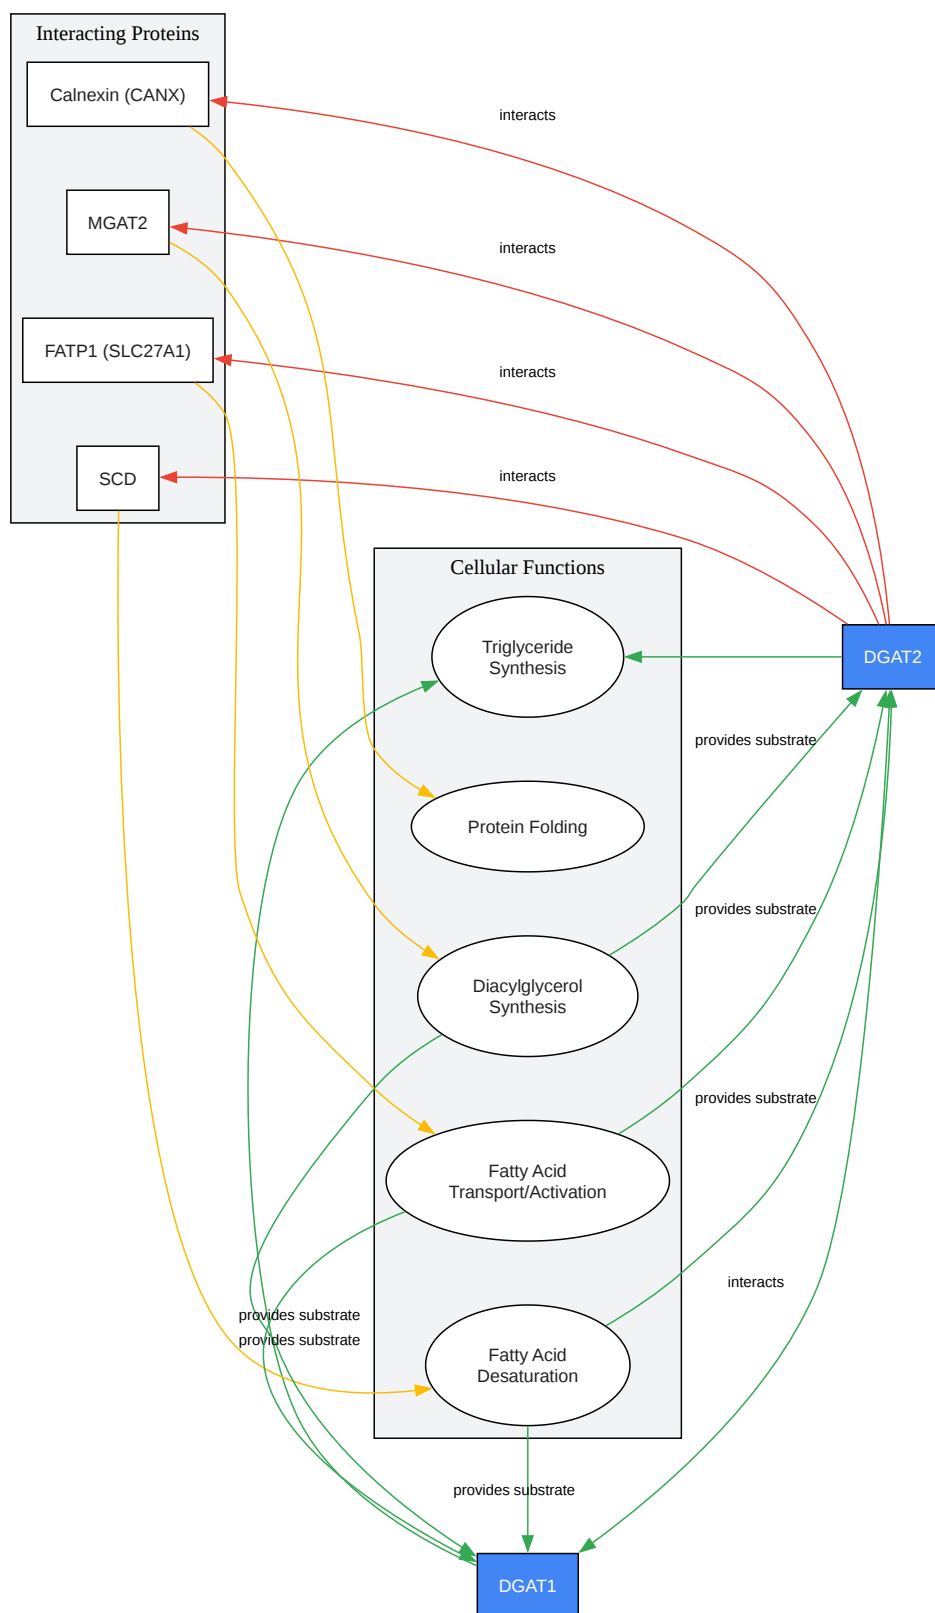 Interacting Proteins
Calnexin (CANX)
interacts
MGAT2
interacts
FATP1 (SLC27A1)
interacts
SCD
interacts
Cellular Functions
Triglyceride
Synthesis
DGAT2
provides substrate
Protein Folding
provides substrate
Diacylglycerol
Synthesis
provides substrate
Fatty Acid
Transport/Activation
interacts
provides substrate
provides substrate
Fatty Acid
Desaturation
provides substrate
DGAT1